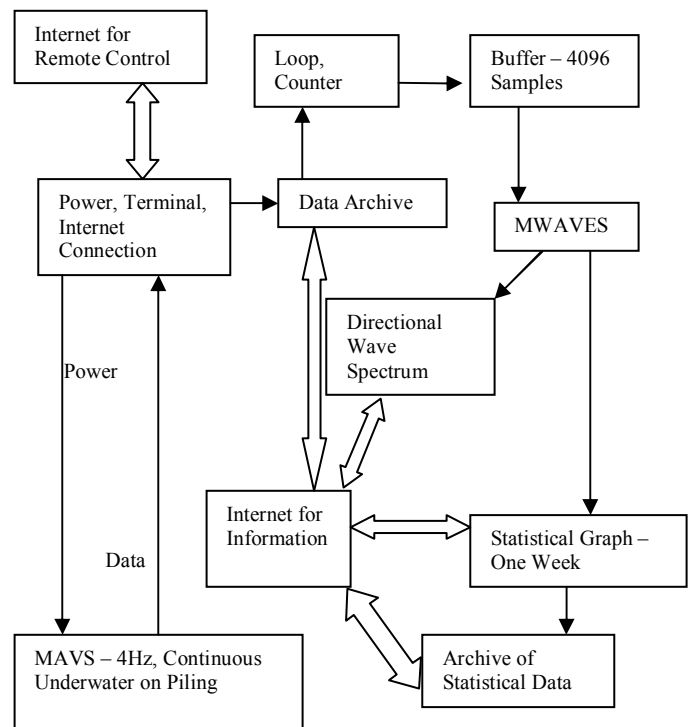 Internet for
Remote Control
Loop,
Counter
Buffer – 4096
Samples
Power, Terminal,
Internet
Connection
Data Archive
MWAVES
Directional
Wave
Spectrum
Power
Internet for
Information
Statistical Graph –
One Week
Data
MAVS – 4Hz, Continuous
Underwater on Piling
Archive of
Statistical Data